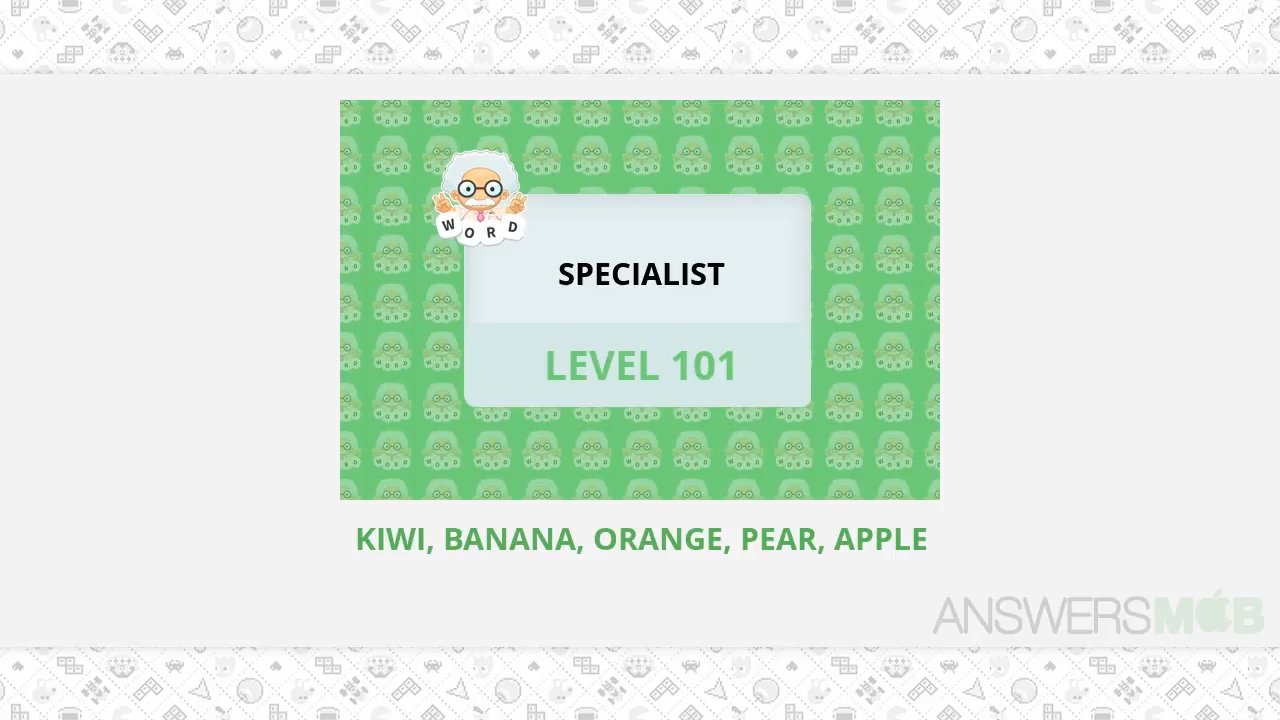 WORD
SPECIALIST
LEVEL 101
KIWI, BANANA, ORANGE, PEAR, APPLE
ANSWERSMOB